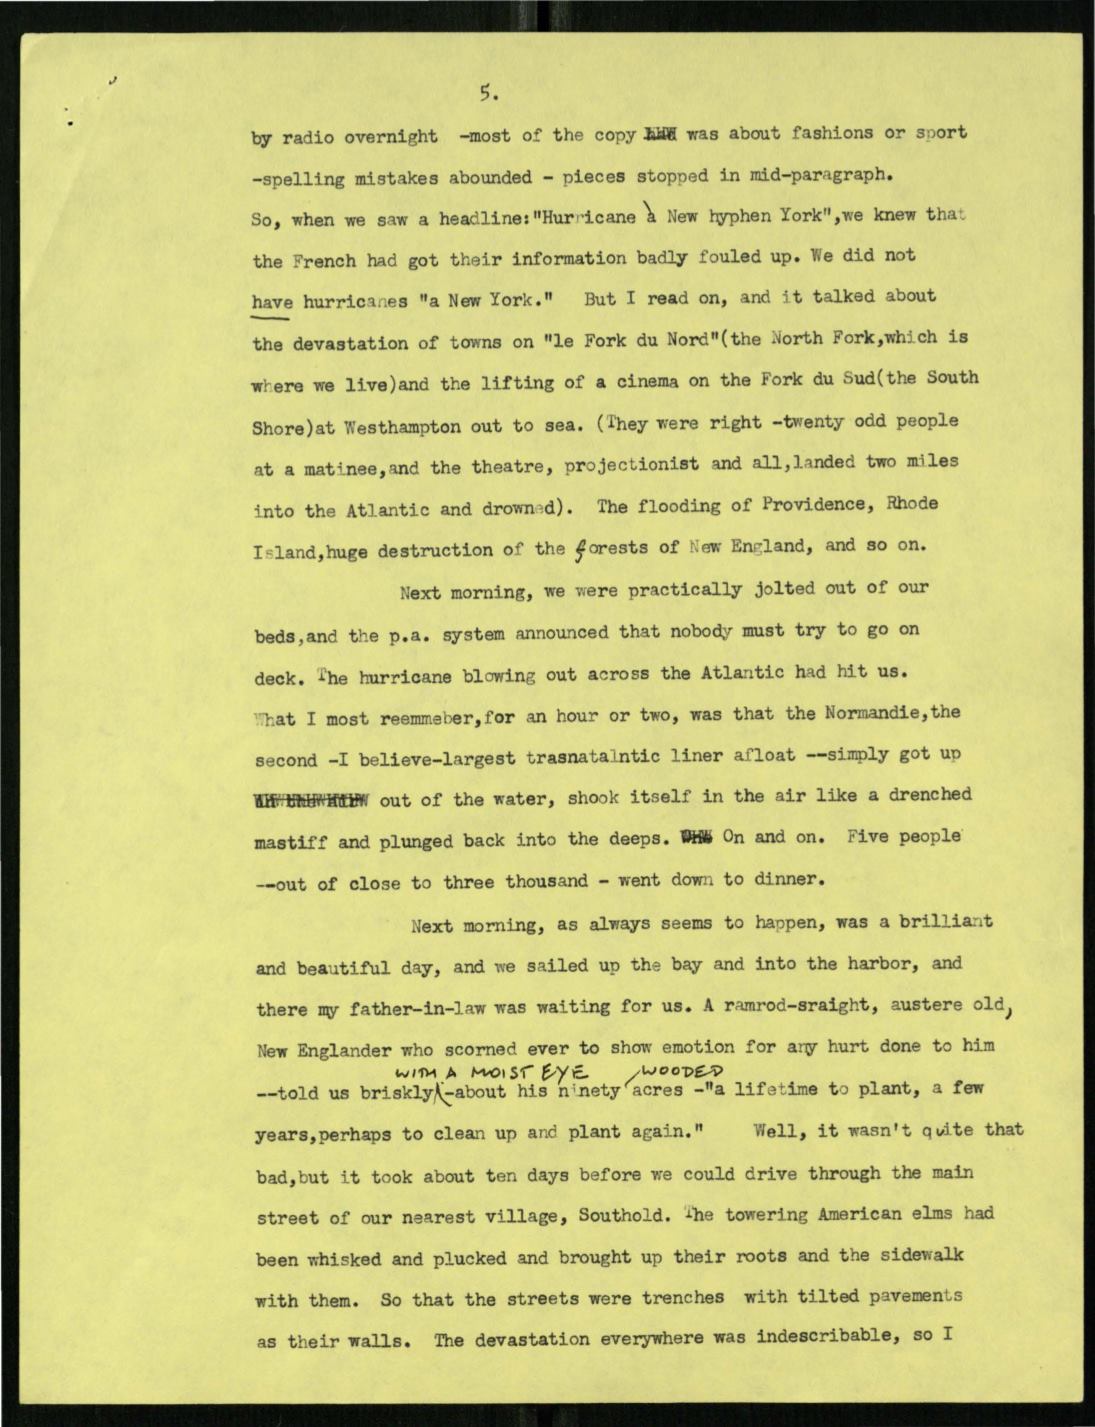 5.
by radio overnight -most of the copy was about fashions or sport
-spelling mistakes abounded - pieces stopped in mid-paragraph.
So, when we saw a headline:"Hurricane à New hyphen York",we knew that
the French had got their information badly fouled up. We did not
have hurricanes "a New York." But I read on, and it talked about
the devastation of towns on "le Fork du Nord"(the North Fork,which is
where we live)and the lifting of a cinema on the Fork du Sud(the South
Shore)at Westhampton out to sea. (They were right -twenty odd people
at a matinee,and the theatre, projectionist and all,landed two miles
into the Atlantic and drowned). The flooding of Providence, Rhode
Island,huge destruction of the forests of New England, and so on.
Next morning, we were practically jolted out of our
beds,and the p.a. system announced that nobody must try to go on
deck. The hurricane blowing out across the Atlantic had hit us.
What I most reemmeber,for an hour or two, was that the Normandie,the
second -I believe-largest trasnatalntic liner afloat --simply got up
out of the water, shook itself in the air like a drenched
mastiff and plunged back into the deeps. On and on. Five people
--out of close to three thousand - went down to dinner.
Next morning, as always seems to happen, was a brilliant
and beautiful day, and we sailed up the bay and into the harbor, and
there my father-in-law was waiting for us. A ramrod-sraight, austere old,
New Englander who scorned ever to show emotion for any hurt done to him
WITH A MOIST EYE WOODED
--told us briskly -about his ninety acres -"a lifetime to plant, a few
years,perhaps to clean up and plant again." Well, it wasn't quite that
bad,but it took about ten days before we could drive through the main
street of our nearest village, Southold. The towering American elms had
been whisked and plucked and brought up their roots and the sidewalk
with them. So that the streets were trenches with tilted pavements
as their walls. The devastation everywhere was indescribable, so I